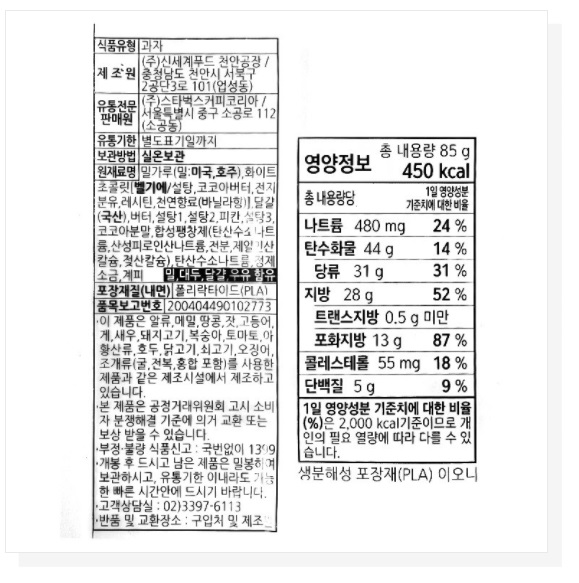 식품유형 과자
제 조 원 (주)신세계푸드 천안공장 /
충청남도 천안시 서북구
2공단3로 101(업성동)
유통전문판매원 (주)스타벅스커피코리아 /
서울특별시 중구 소공로 112
(소공동)
유통기한 별도표기일까지
보관방법 실온보관
원재료명 밀가루(밀:미국,호주),화이트
초콜릿[벨기에/설탕,코코아버터,전지
분유,레시틴,천연향료(바닐라힘)],달걀
(국산),버터,설탕1,설탕2,피칸,설탕3,
코코아분말,합성팽창제(탄산수소나트
륨,산성피로인산나트륨,전분,제일인산
칼슘,젖산칼슘),탄산수소나트륨,정제
소금,계피 밀,대두,달걀,우유 함유
포장재질(내면) 폴리락타이드(PLA)
품목보고번호 200404490102773
·이 제품은 알류,메밀,땅콩,잣,고등어,
게,새우,돼지고기,복숭아,토마토,아
황산류,호두,닭고기,쇠고기,오징어,
조개류(굴,전복,홍합 포함)를 사용한
제품과 같은 제조시설에서 제조하고
있습니다.
·본 제품은 공정거래위원회 고시 소비
자 분쟁해결 기준에 의거 교환 또는
보상 받을 수 있습니다.
·부정·불량 식품신고 : 국번없이 1399
·개봉 후 드시고 남은 제품은 밀봉하여
보관하시고, 유통기한 이내라도 가능
한 빠른 시간안에 드시기 바랍니다.
·고객상담실 : 02)3397-6113
·반품 및 교환장소 : 구입처 및 제조원
영양정보 총 내용량 85 g
450 kcal
총 내용량당 1일 영양성분
기준치에 대한 비율
나트륨 480 mg 24 %
탄수화물 44 g 14 %
당류 31 g 31 %
지방 28 g 52 %
트랜스지방 0.5 g 미만
포화지방 13 g 87 %
콜레스테롤 55 mg 18 %
단백질 5 g 9 %
1일 영양성분 기준치에 대한 비율
(%)은 2,000 kcal기준이므로 개
인의 필요 열량에 따라 다를 수 있
습니다.
생분해성 포장재(PLA) 이오니